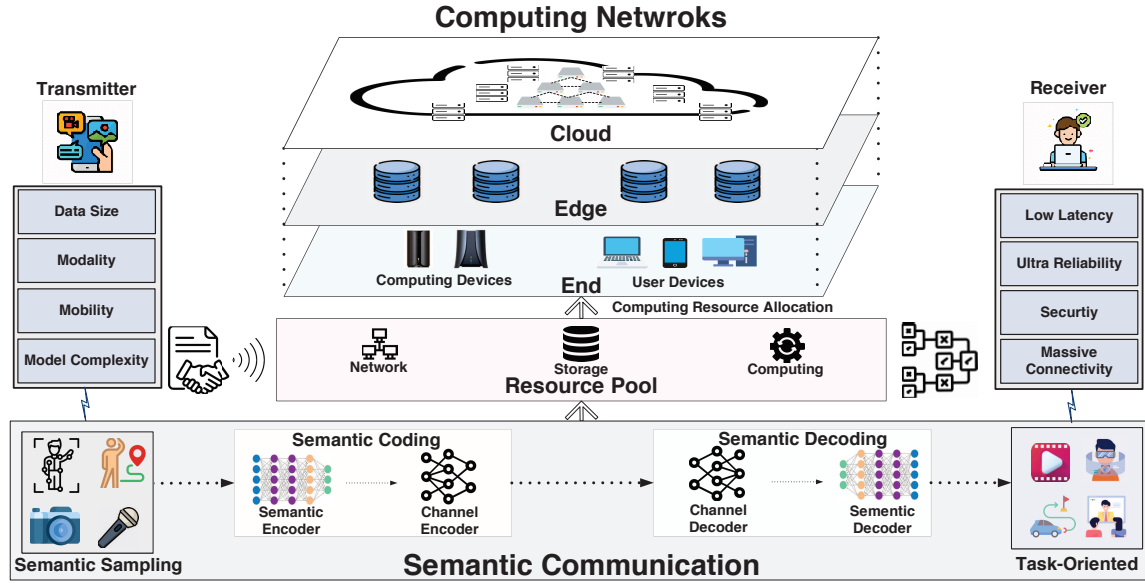 Computing Netwroks
Transmitter
Receiver
Cloud
Data Size
Modality
Mobility
Model Complexity
Edge
Low Latency
Ultra Reliability
Securtiy
Massive
Connectivity
Computing Devices
User Devices
End
Computing Resource Allocation
Network
Storage
Computing
Resource Pool
Semantic Coding
Semantic Decoding
Semantic
Encoder
Channel
Encoder
Channel
Decoder
Sementic
Decoder
Semantic Sampling
Semantic Communication
Task-Oriented